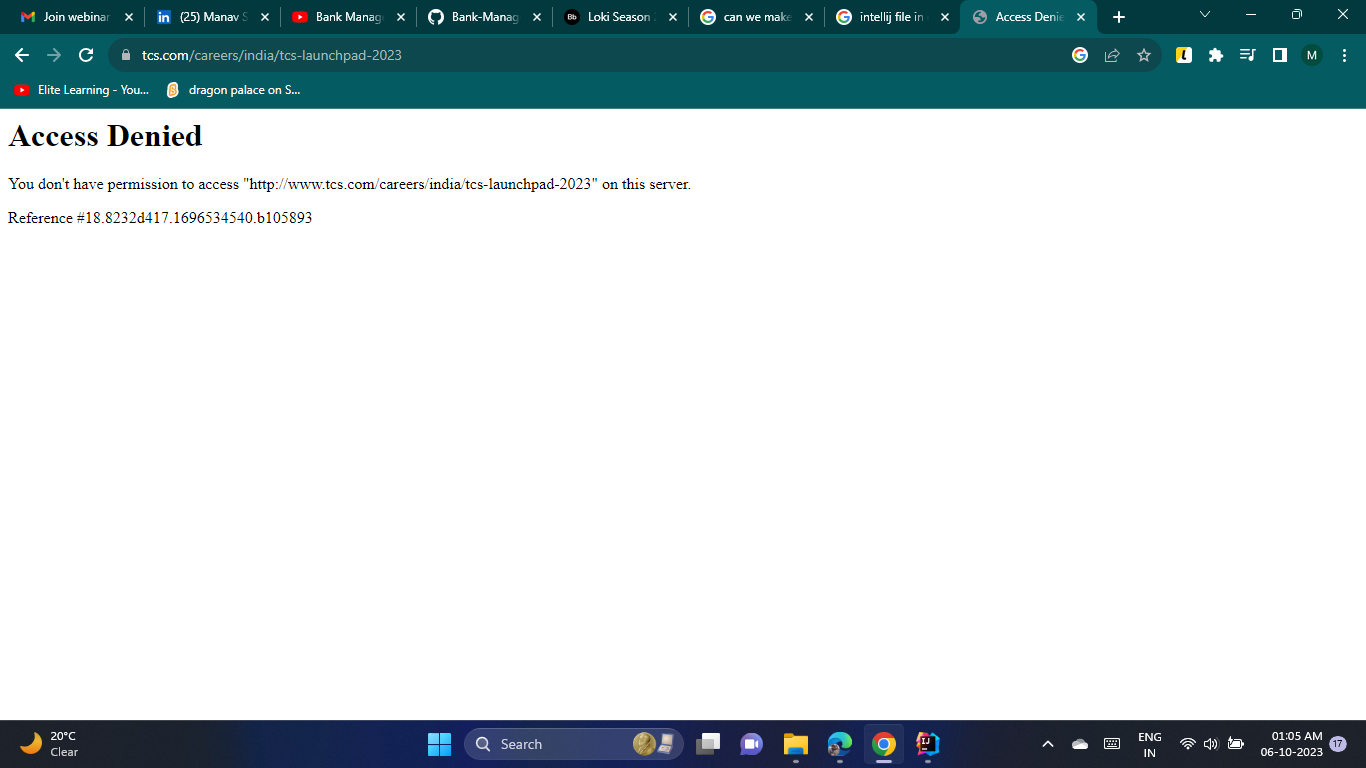 Join webinar
(25) Manav S
Bank Manag
Bank-Manag
Bb
Loki Season
can we make
intellij file in
Access Denie
tcs.com/careers/india/tcs-launchpad-2023
M
Elite Learning - You...
dragon palace on S...
Access Denied
You don't have permission to access "http://www.tcs.com/careers/india/tcs-launchpad-2023" on this server.
Reference #18.8232d417.1696534540.b105893
20°C
Clear
Search
ENG
IN
01:05 AM
06-10-2023
17